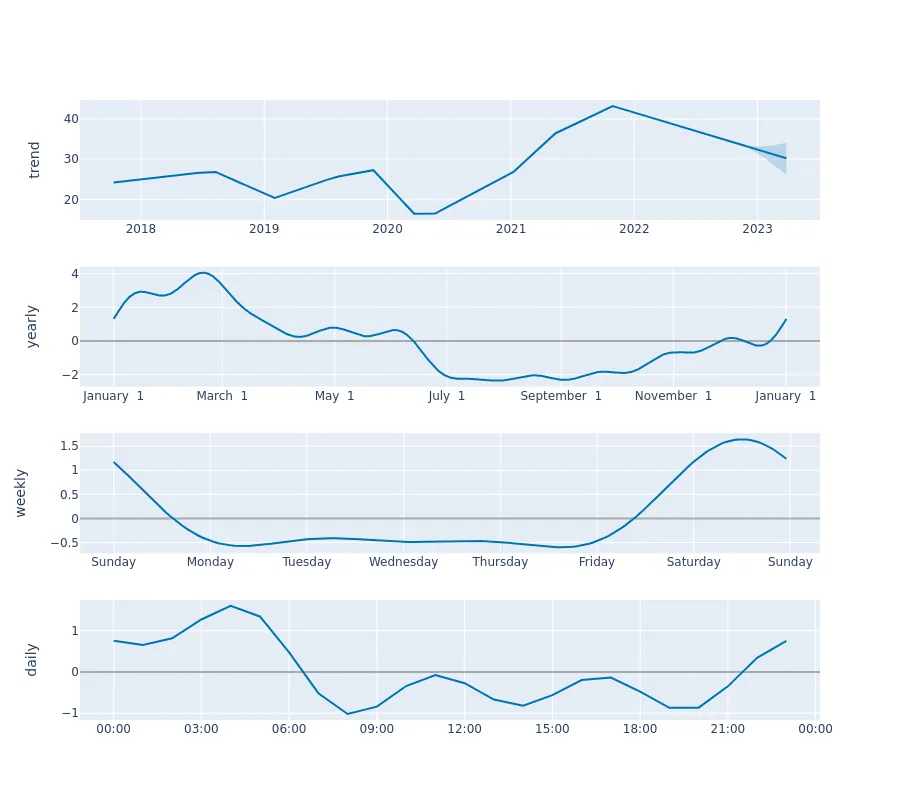 trend
40
30
20
2018 2019 2020 2021 2022 2023
yearly
4
2
0
−2
January 1 March 1 May 1 July 1 September 1 November 1 January 1
weekly
1.5
1
0.5
0
−0.5
Sunday Monday Tuesday Wednesday Thursday Friday Saturday Sunday
daily
1
0
−1
00:00 03:00 06:00 09:00 12:00 15:00 18:00 21:00 00:00